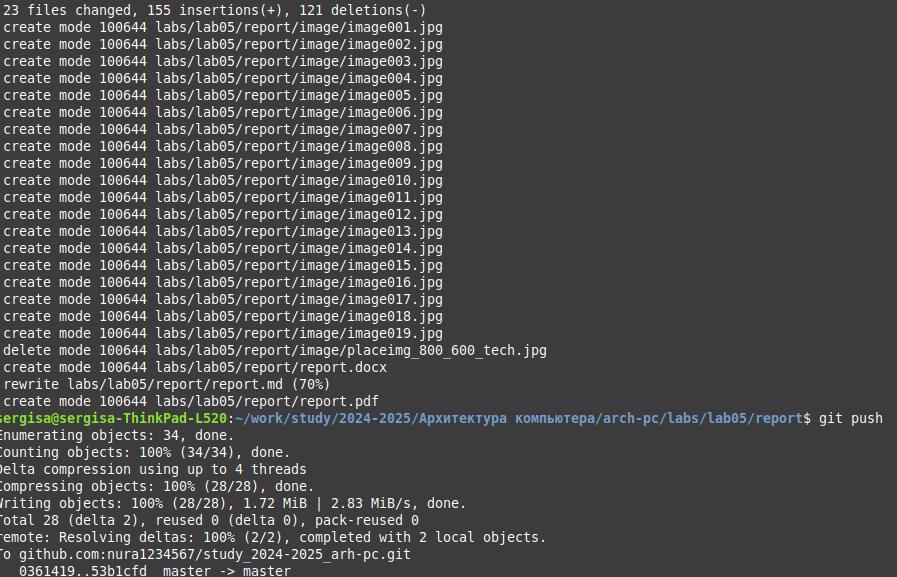 23 files changed, 155 insertions(+), 121 deletions(-)
create mode 100644 labs/lab05/report/image/image001.jpg
create mode 100644 labs/lab05/report/image/image002.jpg
create mode 100644 labs/lab05/report/image/image003.jpg
create mode 100644 labs/lab05/report/image/image004.jpg
create mode 100644 labs/lab05/report/image/image005.jpg
create mode 100644 labs/lab05/report/image/image006.jpg
create mode 100644 labs/lab05/report/image/image007.jpg
create mode 100644 labs/lab05/report/image/image008.jpg
create mode 100644 labs/lab05/report/image/image009.jpg
create mode 100644 labs/lab05/report/image/image010.jpg
create mode 100644 labs/lab05/report/image/image011.jpg
create mode 100644 labs/lab05/report/image/image012.jpg
create mode 100644 labs/lab05/report/image/image013.jpg
create mode 100644 labs/lab05/report/image/image014.jpg
create mode 100644 labs/lab05/report/image/image015.jpg
create mode 100644 labs/lab05/report/image/image016.jpg
create mode 100644 labs/lab05/report/image/image017.jpg
create mode 100644 labs/lab05/report/image/image018.jpg
create mode 100644 labs/lab05/report/image/image019.jpg
delete mode 100644 labs/lab05/report/image/placeimg_800_600_tech.jpg
create mode 100644 labs/lab05/report/report.docx
rewrite labs/lab05/report/report.md (70%)
create mode 100644 labs/lab05/report/report.pdf
sergisa@sergisa-ThinkPad-L520:~/work/study/2024-2025/Архитектура компьютера/arch-pc/labs/lab05/report$ git push
Enumerating objects: 34, done.
Counting objects: 100% (34/34), done.
Delta compression using up to 4 threads
Compressing objects: 100% (28/28), done.
Writing objects: 100% (28/28), 1.72 MiB | 2.83 MiB/s, done.
Total 28 (delta 2), reused 0 (delta 0), pack-reused 0
remote: Resolving deltas: 100% (2/2), completed with 2 local objects.
To github.com:nura1234567/study_2024-2025_arh-pc.git
0361419..53b1cfd  master -> master